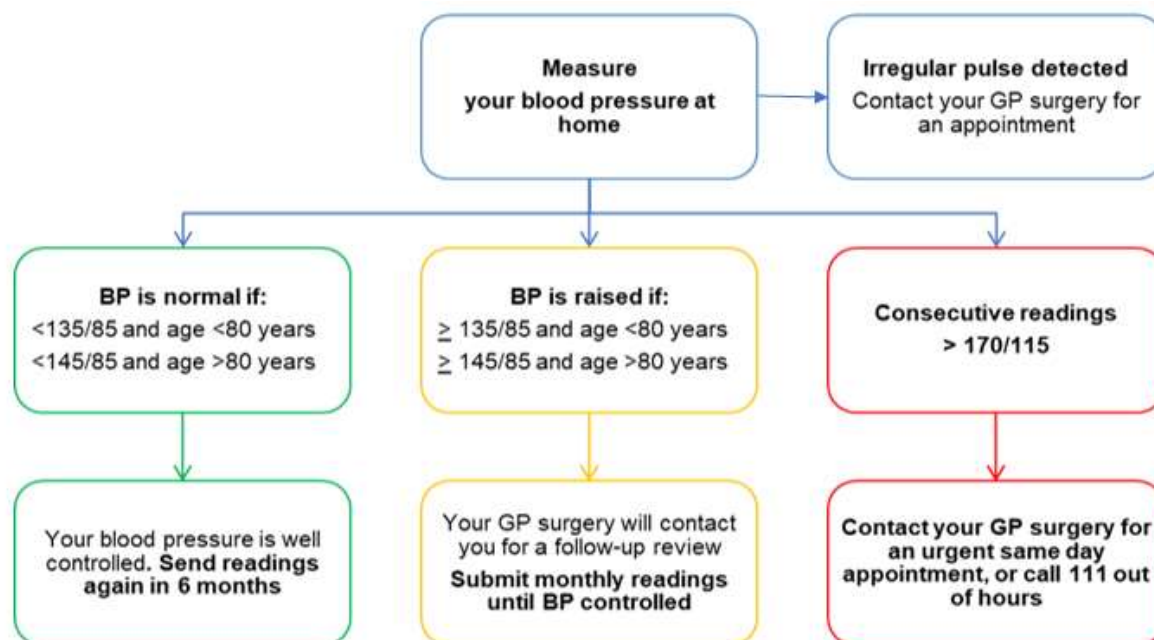 Measure
your blood pressure at
home
Irregular pulse detected
Contact your GP surgery for
an appointment
BP is normal if:
<135/85 and age <80 years
<145/85 and age >80 years
BP is raised if:
≥ 135/85 and age <80 years
≥ 145/85 and age >80 years
Consecutive readings
> 170/115
Your blood pressure is well
controlled. Send readings
again in 6 months
Your GP surgery will contact
you for a follow-up review
Submit monthly readings
until BP controlled
Contact your GP surgery for
an urgent same day
appointment, or call 111 out
of hours